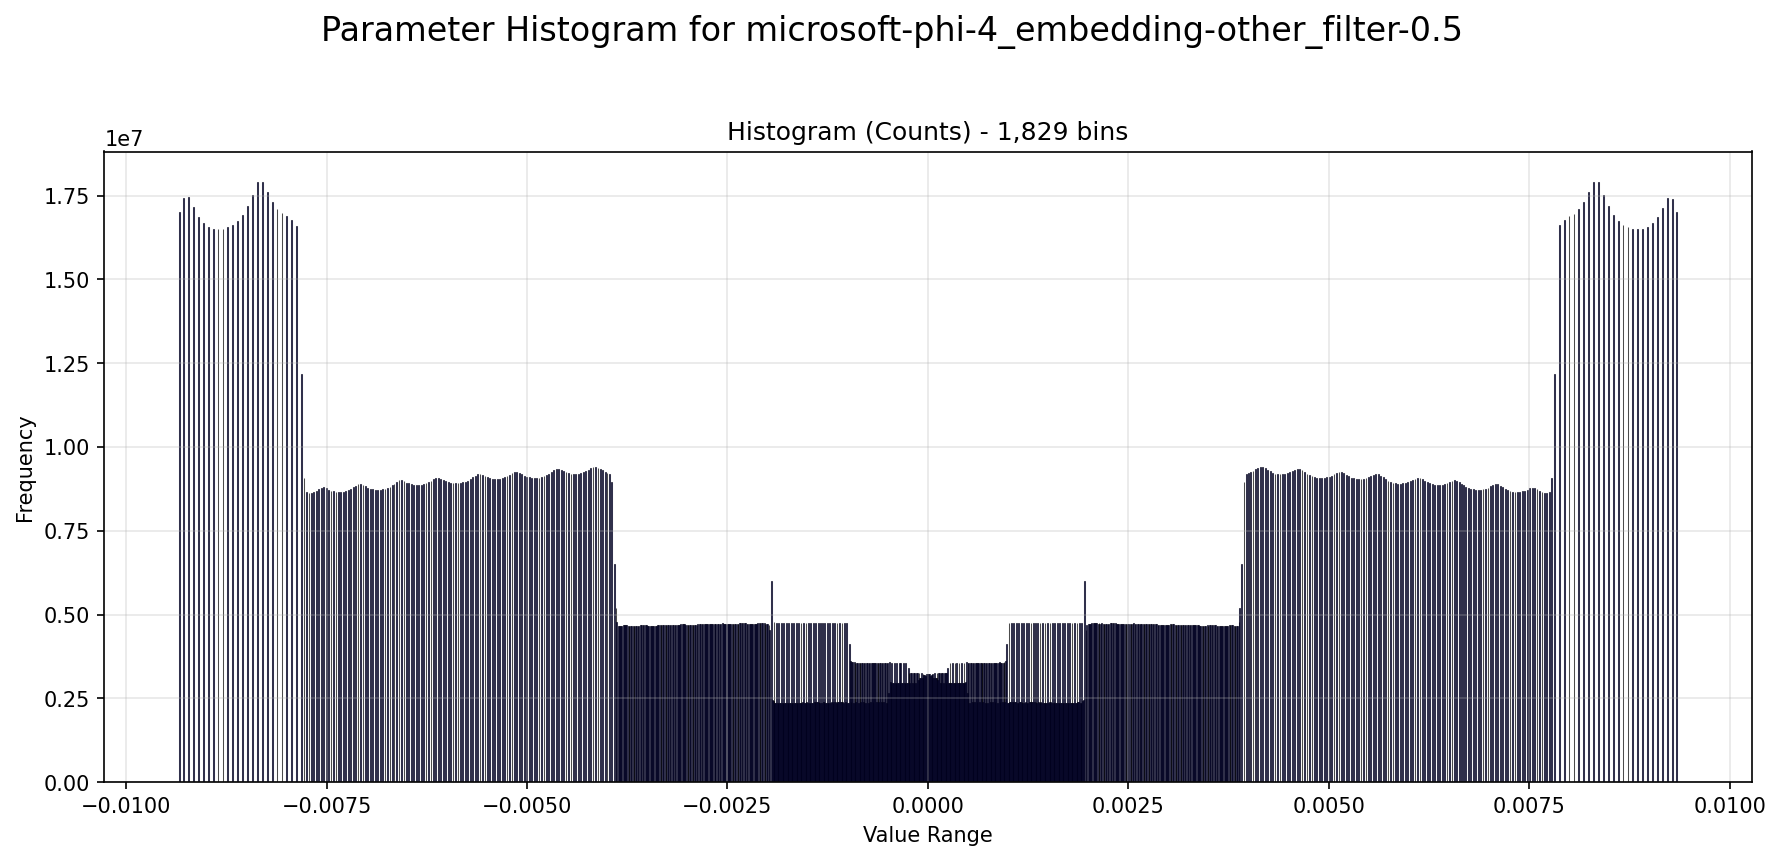 Parameter Histogram for microsoft-phi-4_embedding-other_filter-0.5
Histogram (Counts) - 1,829 bins
1e7
1.75
1.50
1.25
1.00
0.75
0.50
0.25
0.00
Frequency
−0.0100 −0.0075 −0.0050 −0.0025 0.0000 0.0025 0.0050 0.0075 0.0100
Value Range